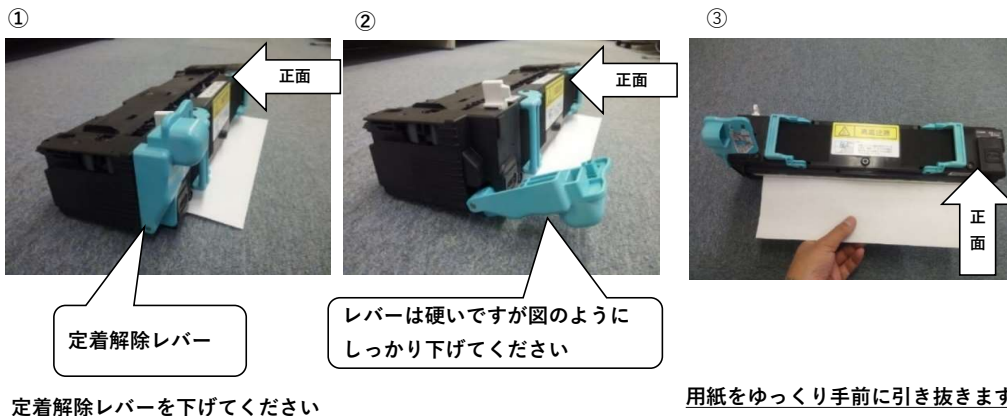 ①
②
③
正面
正面
正
面
定着解除レバー
レバーは硬いですが図のように
しっかり下げてください
定着解除レバーを下げてください
用紙をゆっくり手前に引き抜きます